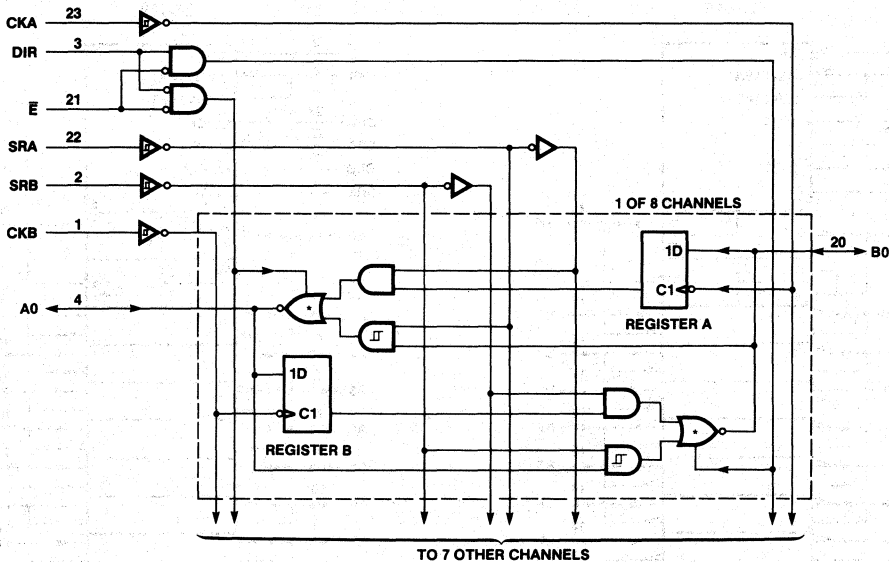 CKA 23
DIR 3
E̅ 21
SRA 22
SRB 2
CKB 1
1 OF 8 CHANNELS
20 B0
1D
C1
REGISTER A
A0 4
*
1D
C1
REGISTER B
*
TO 7 OTHER CHANNELS